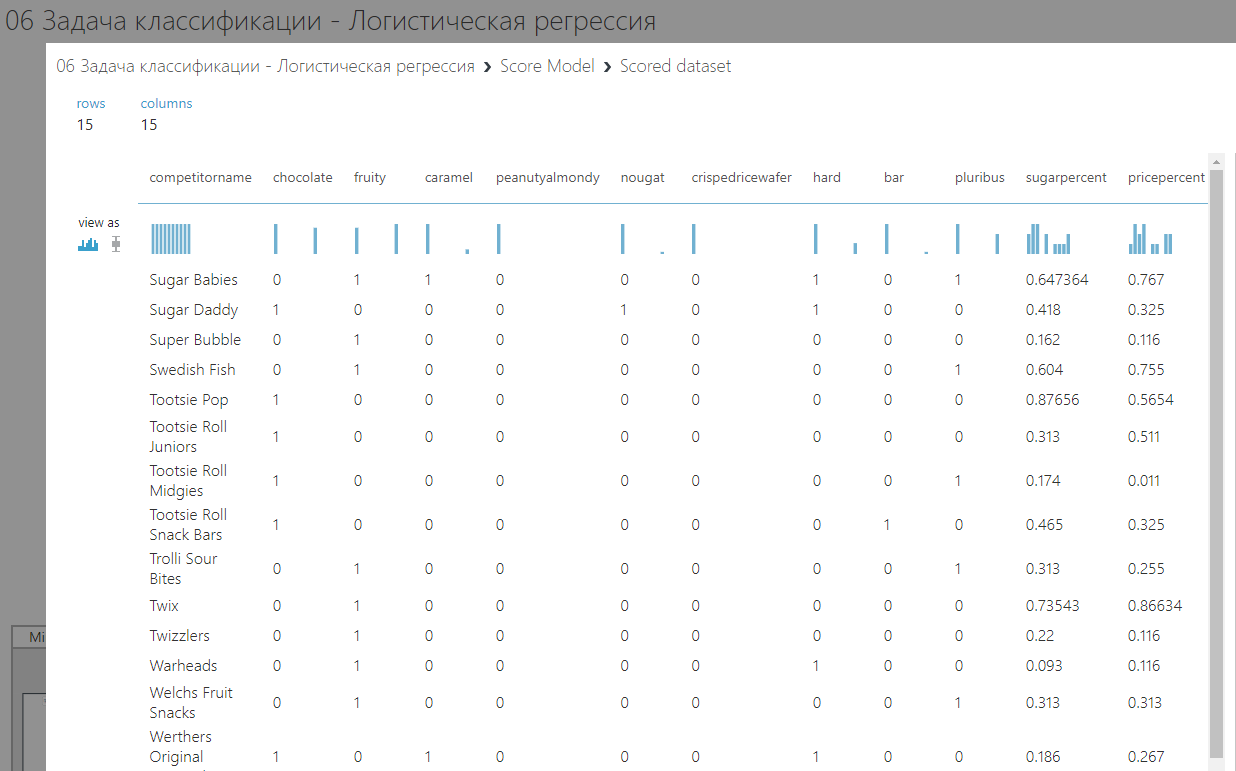 06 Задача классификации - Логистическая регрессия
06 Задача классификации - Логистическая регрессия ❯ Score Model ❯ Scored dataset
rows columns
15 15
competitorname chocolate fruity caramel peanutyalmondy nougat crispedricewafer hard bar pluribus sugarpercent pricepercent
view as
Sugar Babies 0 1 1 0 0 0 1 0 1 0.647364 0.767
Sugar Daddy 1 0 0 0 1 0 1 0 0 0.418 0.325
Super Bubble 0 1 0 0 0 0 0 0 0 0.162 0.116
Swedish Fish 0 1 0 0 0 0 0 0 1 0.604 0.755
Tootsie Pop 1 0 0 0 0 0 0 0 0 0.87656 0.5654
Tootsie Roll
Juniors 1 0 0 0 0 0 0 0 0 0.313 0.511
Tootsie Roll
Midgies 1 0 0 0 0 0 0 0 1 0.174 0.011
Tootsie Roll
Snack Bars 1 0 0 0 0 0 0 1 0 0.465 0.325
Trolli Sour
Bites 0 1 0 0 0 0 0 0 1 0.313 0.255
Twix 0 1 0 0 0 0 0 0 0 0.73543 0.86634
Twizzlers 0 1 0 0 0 0 0 0 0 0.22 0.116
Warheads 0 1 0 0 0 0 1 0 0 0.093 0.116
Welchs Fruit
Snacks 0 1 0 0 0 0 0 0 1 0.313 0.313
Werthers
Original 1 0 1 0 0 0 1 0 0 0.186 0.267
Mi